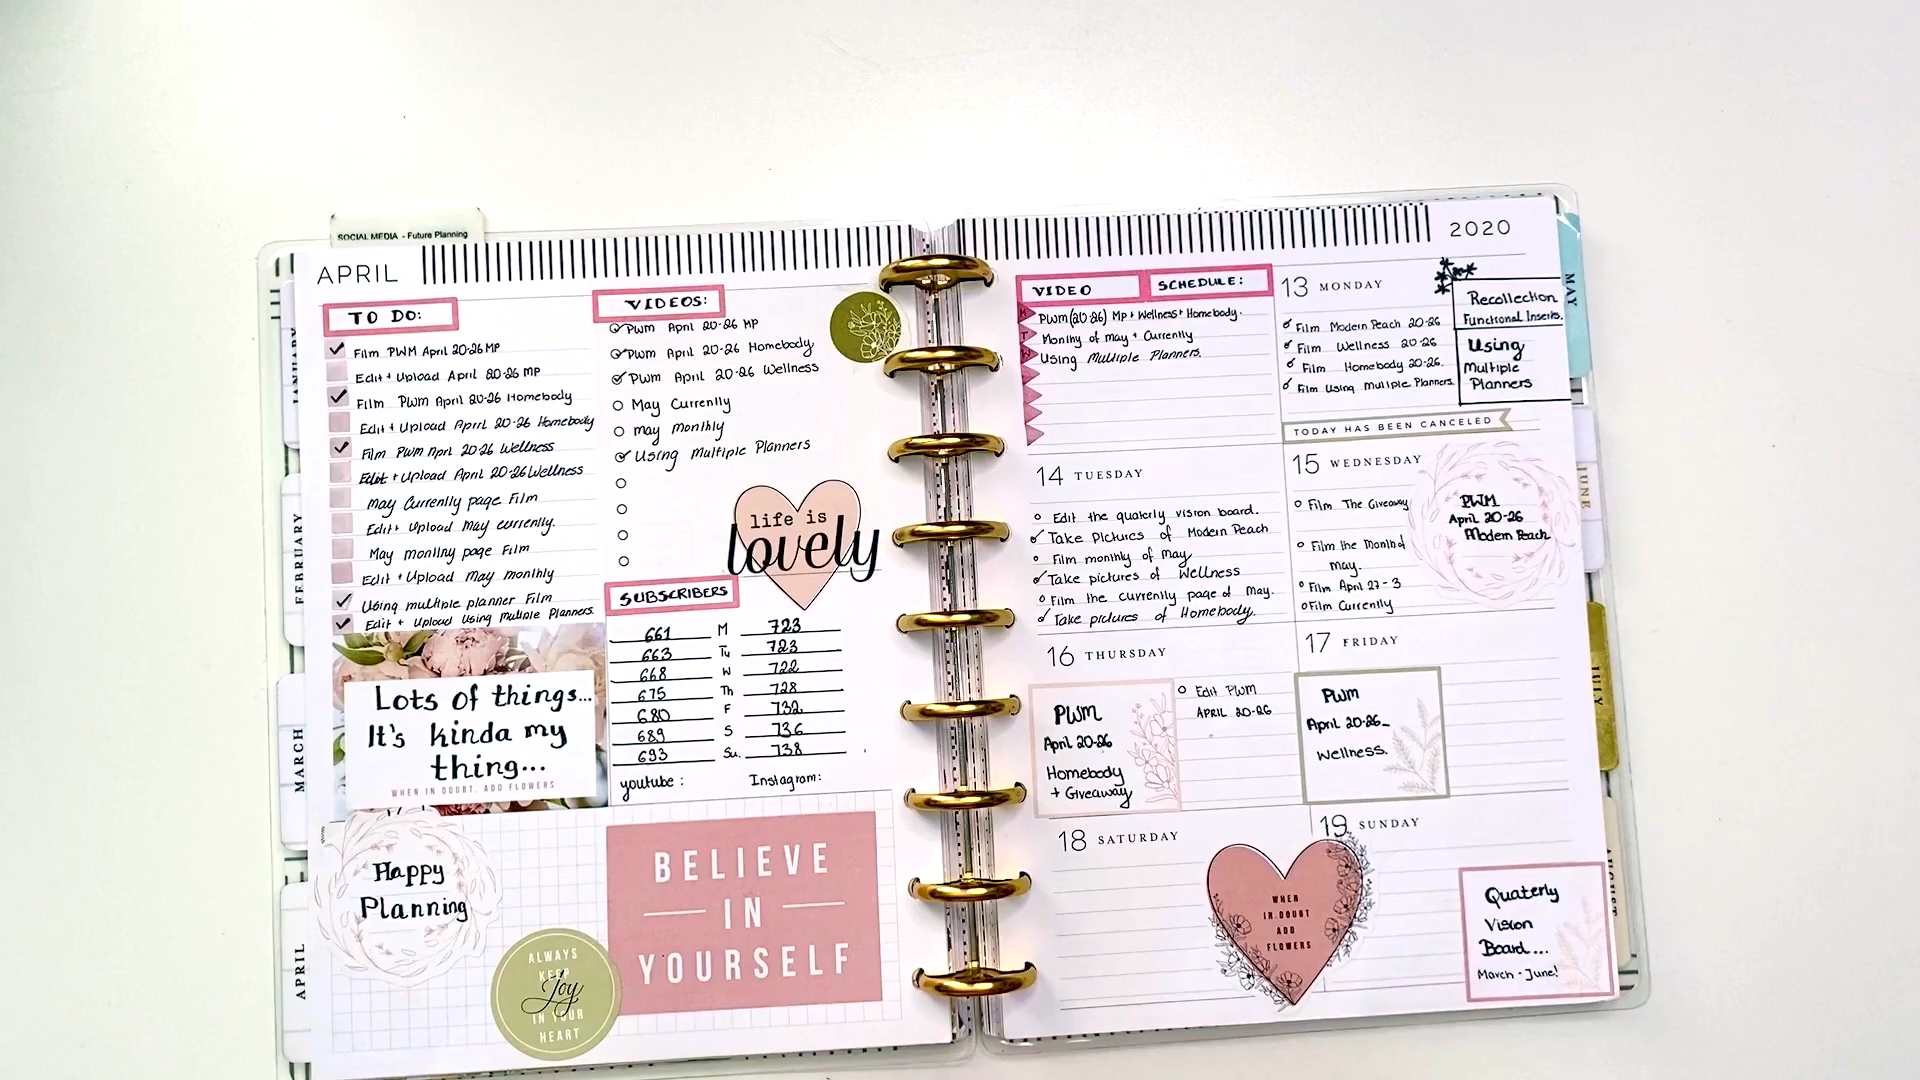 SOCIAL MEDIA - Future Planning
APRIL
TO DO:
Film PWM April 20-26 MP
Edit + Upload April 20-26 MP
Film PWM April 20-26 Homebody
Edit + Upload April 20-26 Homebody
Film PWM April 20-26 Wellness
Edit + Upload April 20-26 Wellness
May Currently page Film
Edit + Upload May currently.
May monthly page Film
Edit + Upload May monthly
Using multiple planner Film
Edit + Upload Using Multiple Planners.
Lots of things...
It's kinda my
thing...
WHEN IN DOUBT, ADD FLOWERS
Happy
Planning
ALWAYS
KEEP
Joy
IN YOUR
HEART
VIDEOS:
PWM April 20-26 MP
PWM April 20-26 Homebody
PWM April 20-26 Wellness
May Currently
may monthly
Using Multiple Planners
life is
lovely
SUBSCRIBERS
661 M 723
663 Tu 723
668 W 722
675 Th 728
680 F 732
689 S 736
693 Su. 738
youtube: Instagram:
BELIEVE
IN
YOURSELF
2020
VIDEO SCHEDULE:
M PWM (20-26) MP + Wellness + Homebody.
T Monlhy of may + Currently
W Using Multiple Planners.
13 MONDAY
Film Modern Peach 20-26
Film Wellness 20-26
Film Homebody 20-26.
Film Using Multiple Planners.
Recollection
Functional Inserts.
Using
Multiple
Planners
TODAY HAS BEEN CANCELED
14 TUESDAY
Edit the quaterly vision board.
Take Pictures of Modern Peach
Film monthly of May
Take pictures of Wellness
Film the currently page of May.
Take pictures of Homebody.
15 WEDNESDAY
Film The Giveaway
Film the Month of
may.
Film April 27-3
Film Currently
PWM
April 20-26
Modern Peach
16 THURSDAY
PWM
April 20-26
Homebody
+ Giveaway
Edit PWM
APRIL 20-26
17 FRIDAY
PWM
April 20-26-
Wellness.
18 SATURDAY
19 SUNDAY
WHEN
IN DOUBT
ADD
FLOWERS
Quaterly
Vision
Board...
March - June!
JANUARY
FEBRUARY
MARCH
APRIL
MAY
JUNE
JULY
AUGUST